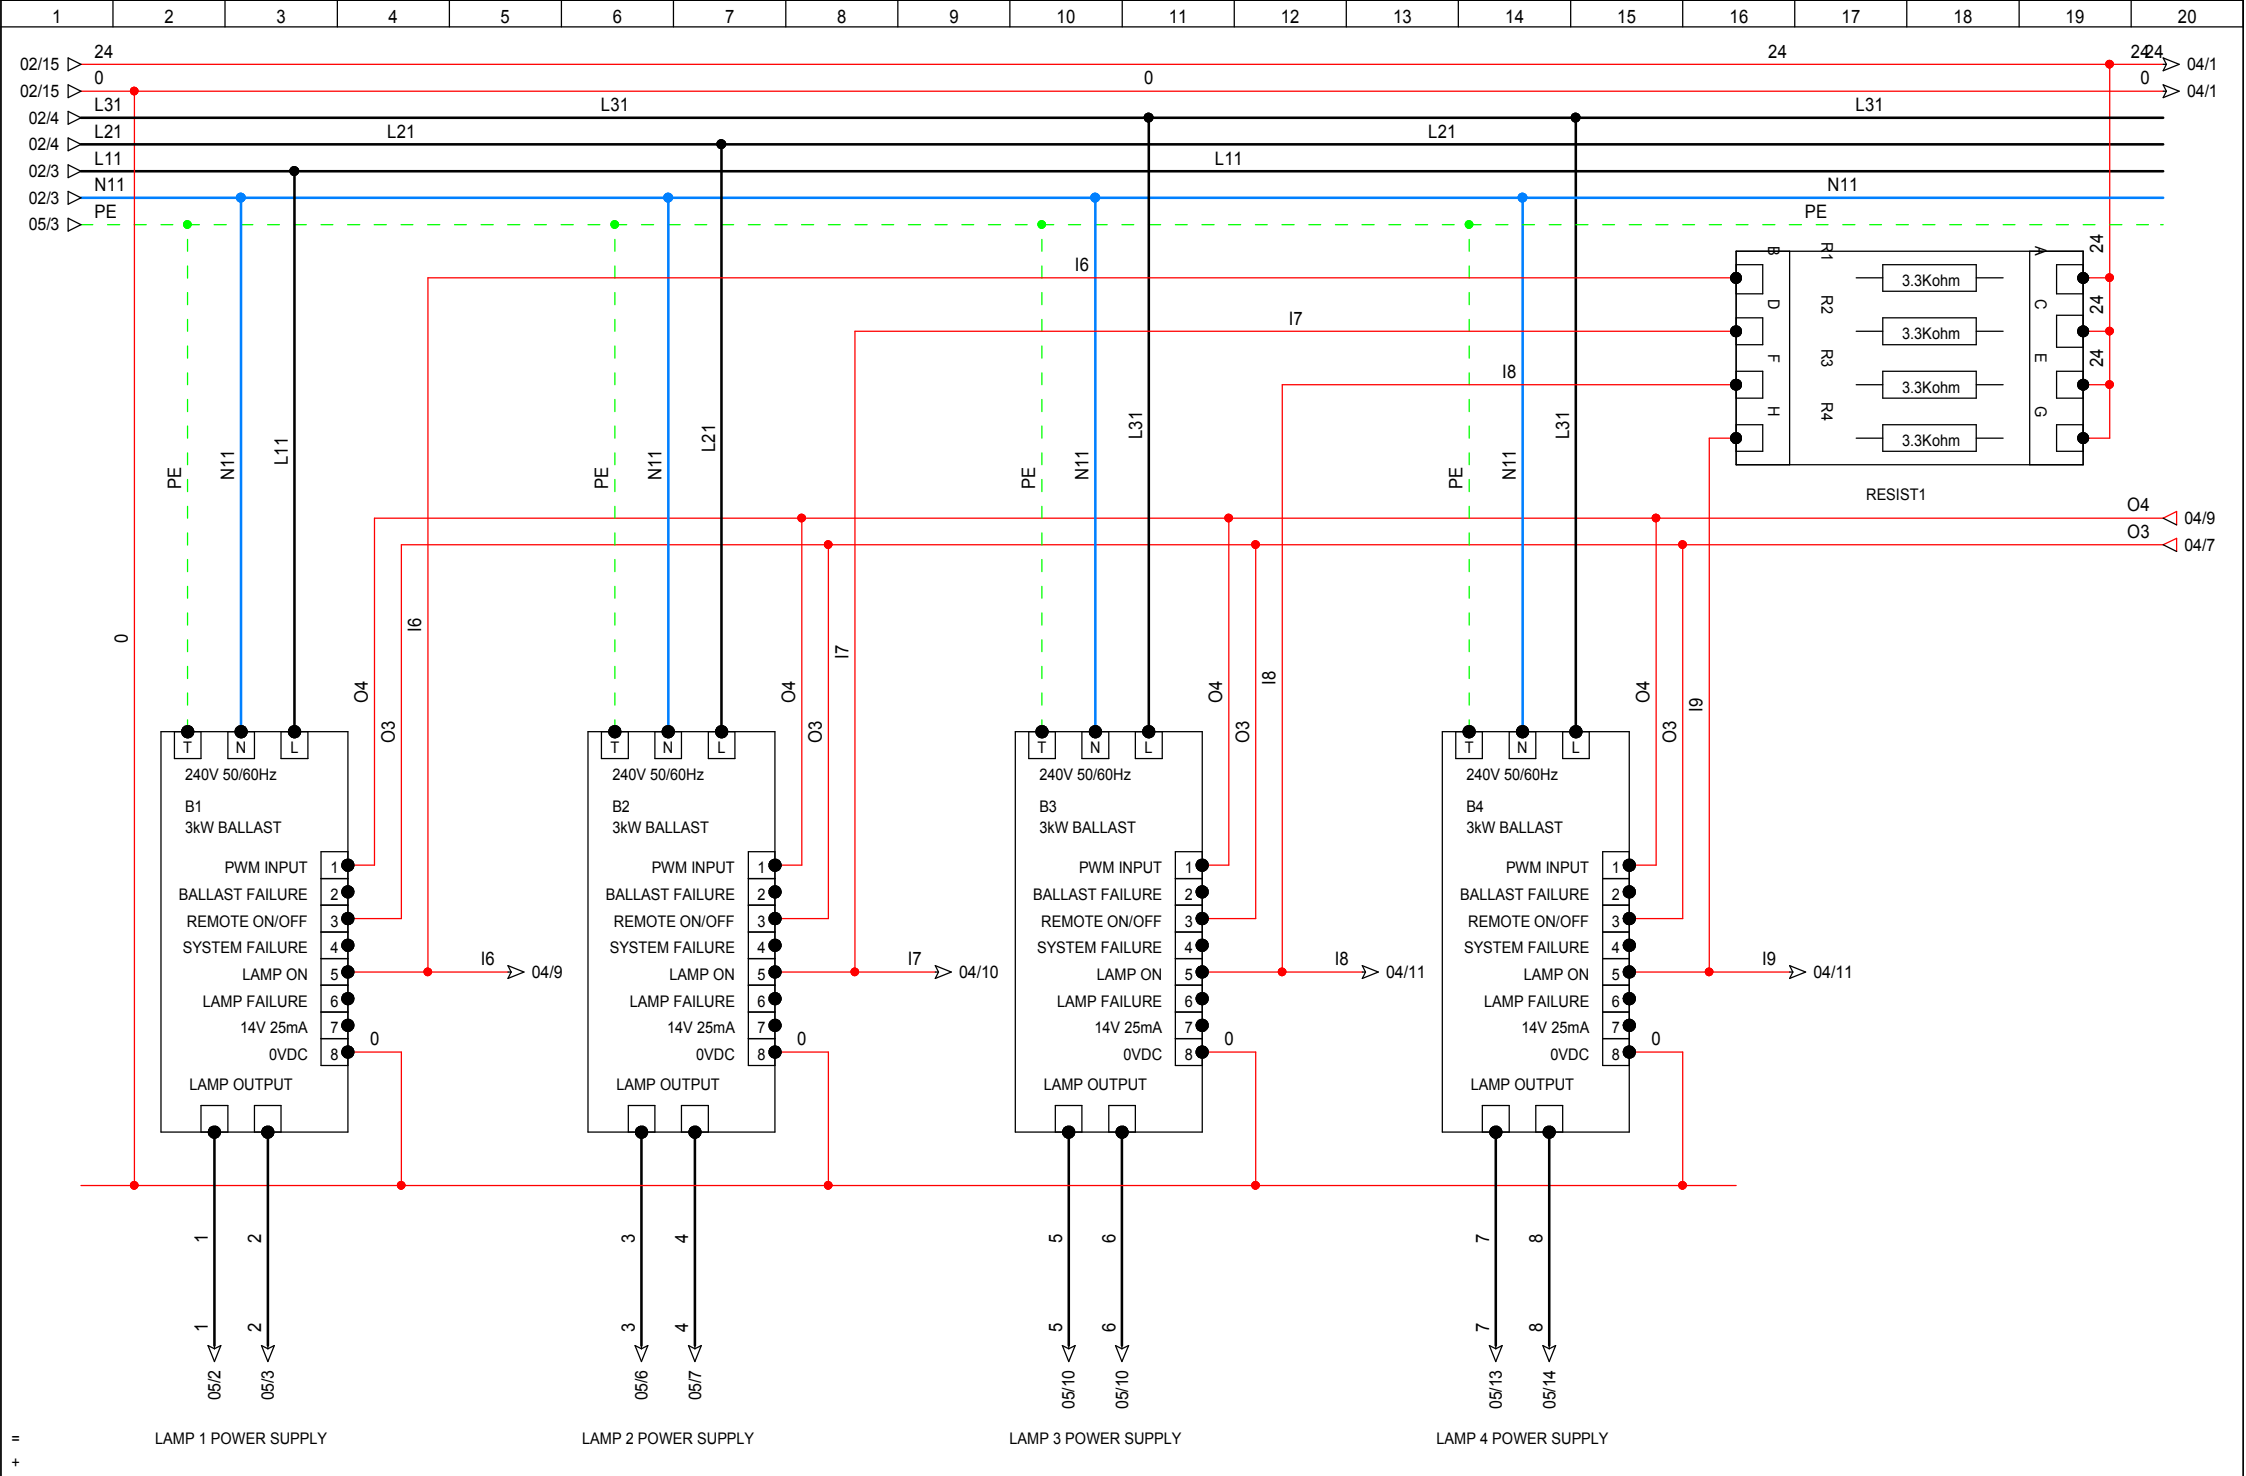 1 2 3 4 5 6 7 8 9 10 11 12 13 14 15 16 17 18 19 20
24 24 24 24
02/15 04/1
0 0 0
02/15 04/1
L31 L31 L31
02/4
L21 L21 L21
02/4
L11 L11
02/3
N11 N11
02/3
PE PE
05/3
B R1 A 24
I6 3.3Kohm
D R2 C 24
I7 3.3Kohm
F R3 E 24
I8 3.3Kohm
H R4 G
3.3Kohm
PE N11 L11 PE N11 L21 PE N11 L31 PE N11 L31
RESIST1
O4 04/9
O3 04/7
0 I6 I7
O4 O3 O4 O3 O4 I8 O3 O4 O3 I9
T N L T N L T N L T N L
240V 50/60Hz 240V 50/60Hz 240V 50/60Hz 240V 50/60Hz
B1 B2 B3 B4
3kW BALLAST 3kW BALLAST 3kW BALLAST 3kW BALLAST
PWM INPUT 1 PWM INPUT 1 PWM INPUT 1 PWM INPUT 1
BALLAST FAILURE 2 BALLAST FAILURE 2 BALLAST FAILURE 2 BALLAST FAILURE 2
REMOTE ON/OFF 3 REMOTE ON/OFF 3 REMOTE ON/OFF 3 REMOTE ON/OFF 3
SYSTEM FAILURE 4 SYSTEM FAILURE 4 SYSTEM FAILURE 4 SYSTEM FAILURE 4
LAMP ON 5 I6 04/9 LAMP ON 5 I7 04/10 LAMP ON 5 I8 04/11 LAMP ON 5 I9 04/11
LAMP FAILURE 6 LAMP FAILURE 6 LAMP FAILURE 6 LAMP FAILURE 6
14V 25mA 7 14V 25mA 7 14V 25mA 7 14V 25mA 7
0 0 0 0
0VDC 8 0VDC 8 0VDC 8 0VDC 8
LAMP OUTPUT LAMP OUTPUT LAMP OUTPUT LAMP OUTPUT
1 2 3 4 5 6 7 8
1 2 3 4 5 6 7 8
05/2 05/3 05/6 05/7 05/10 05/10 05/13 05/14
= LAMP 1 POWER SUPPLY LAMP 2 POWER SUPPLY LAMP 3 POWER SUPPLY LAMP 4 POWER SUPPLY
+